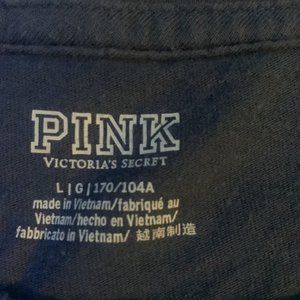 PINK
VICTORIA'S SECRET
L|G|170/104A
made in Vietnam/fabriqué au
Vietnam/hecho en Vietnam/
fabbricato in Vietnam/ 越南制造